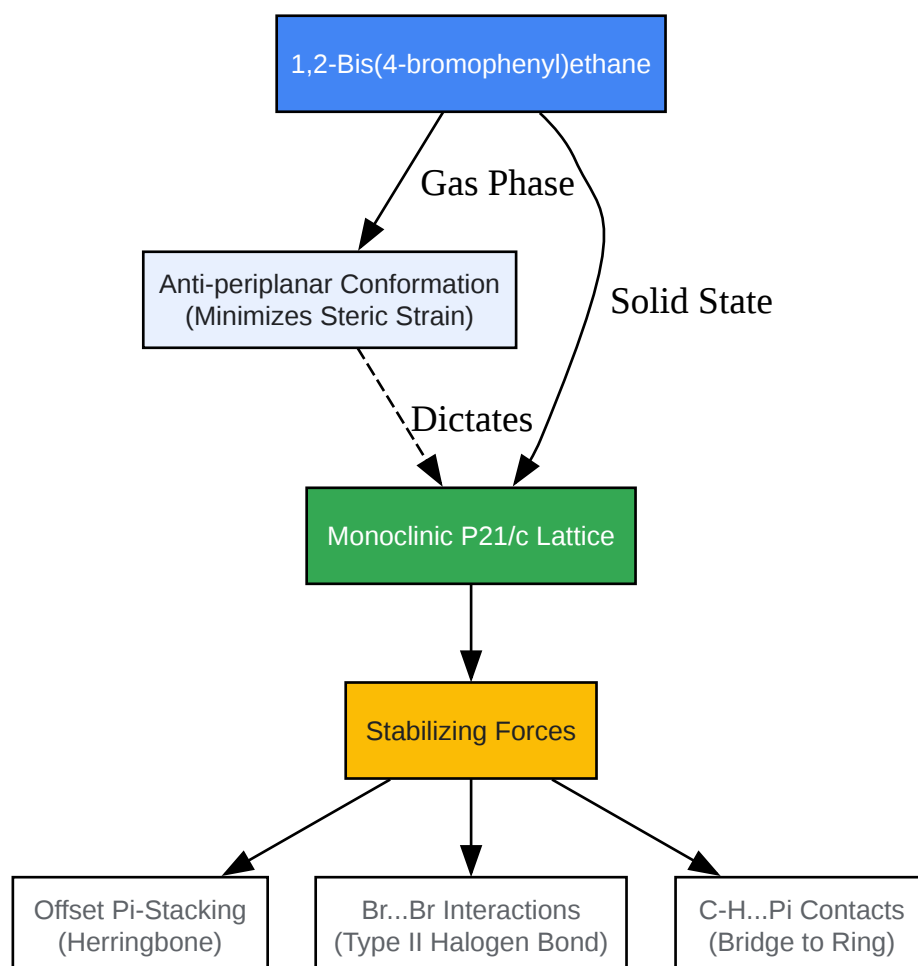 1,2-Bis(4-bromophenyl)ethane
Gas Phase
Anti-periplanar Conformation
(Minimizes Steric Strain)
Solid State
Dictates
Monoclinic P21/c Lattice
Stabilizing Forces
Offset Pi-Stacking
(Herringbone)
Br...Br Interactions
(Type II Halogen Bond)
C-H...Pi Contacts
(Bridge to Ring)